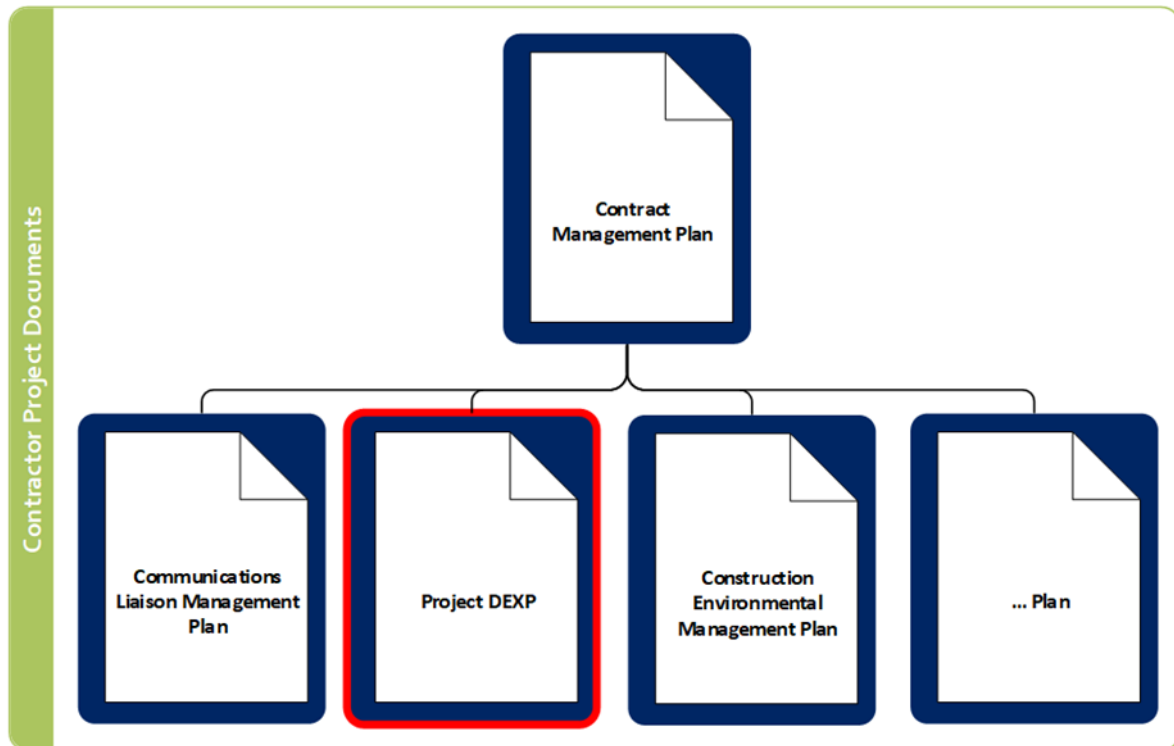 Contractor Project Documents
Contract
Management Plan
Communications
Liaison Management
Plan
Project DEXP
Construction
Environmental
Management Plan
... Plan